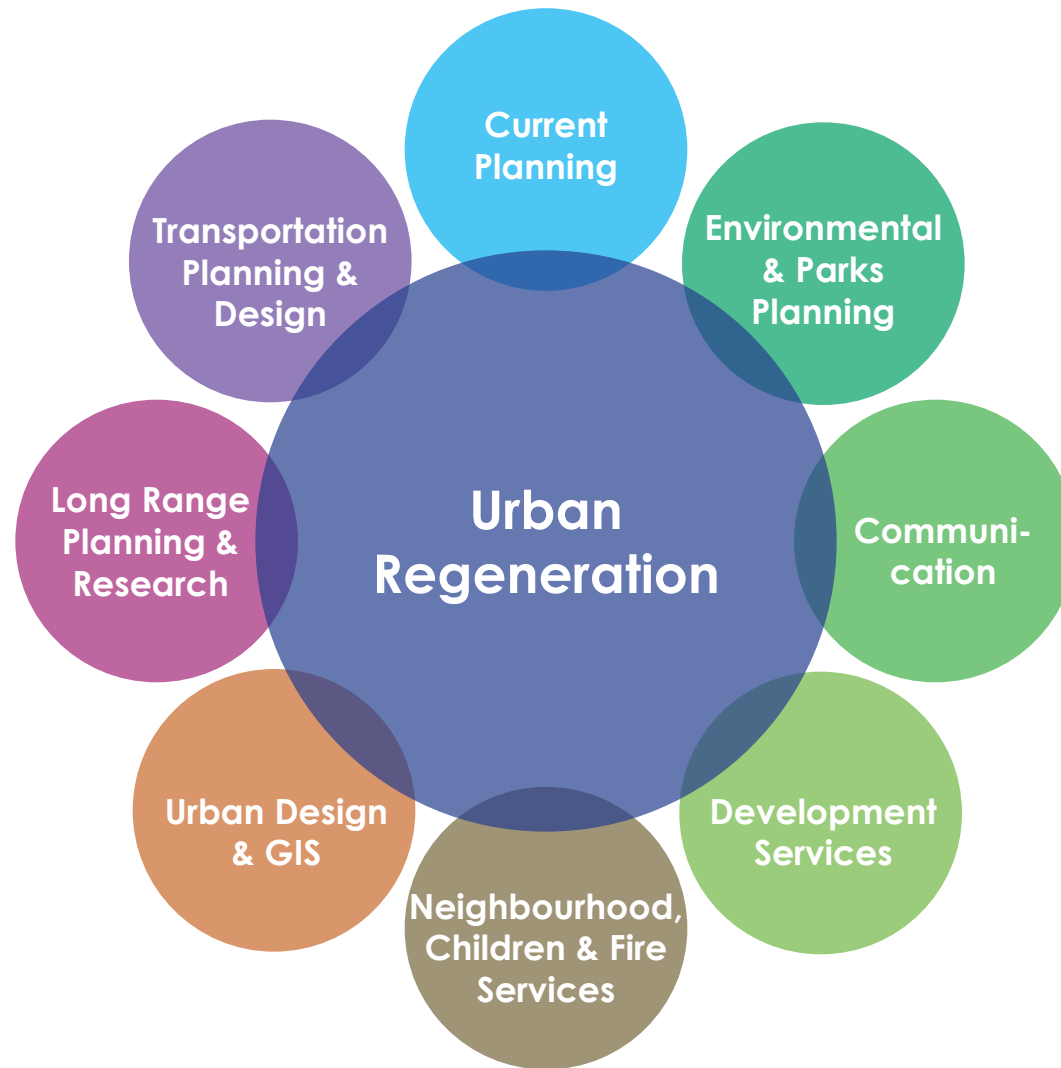 Current
Planning
Environmental
& Parks
Planning
Communi-
cation
Development
Services
Neighbourhood,
Children & Fire
Services
Urban Design
& GIS
Long Range
Planning &
Research
Transportation
Planning &
Design
Urban
Regeneration